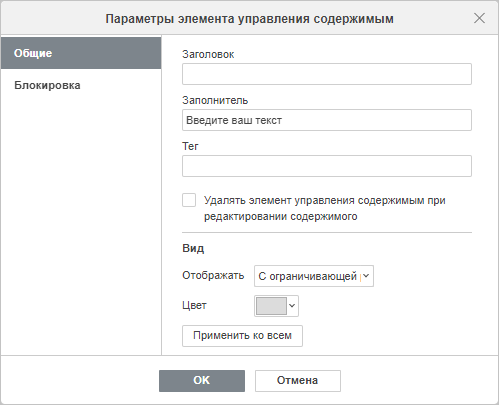 Параметры элемента управления содержимым
Общие
Блокировка
Заголовок
Заполнитель
Введите ваш текст
Тег
Удалять элемент управления содержимым при
редактировании содержимого
Вид
Отображать
С ограничивающей
Цвет
Применить ко всем
OK
Отмена